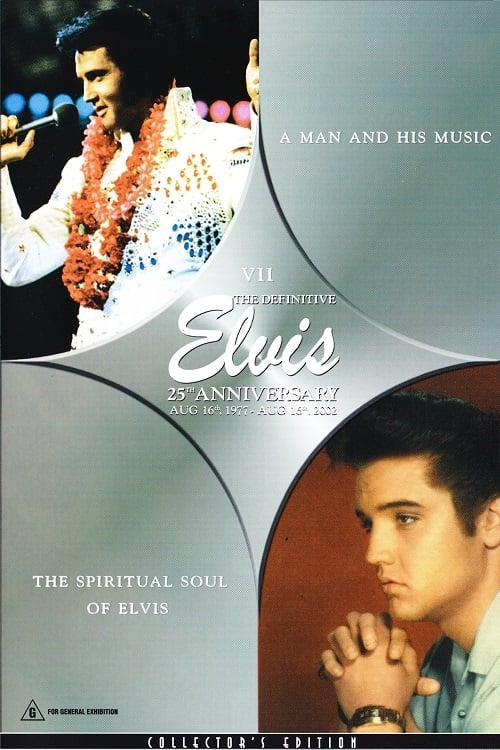 A MAN AND HIS MUSIC
VII
THE DEFINITIVE
Elvis
25TH ANNIVERSARY
AUG 16th, 1977 - AUG 16th, 2002
THE SPIRITUAL SOUL
OF ELVIS
G FOR GENERAL EXHIBITION
COLLECTOR'S EDITION